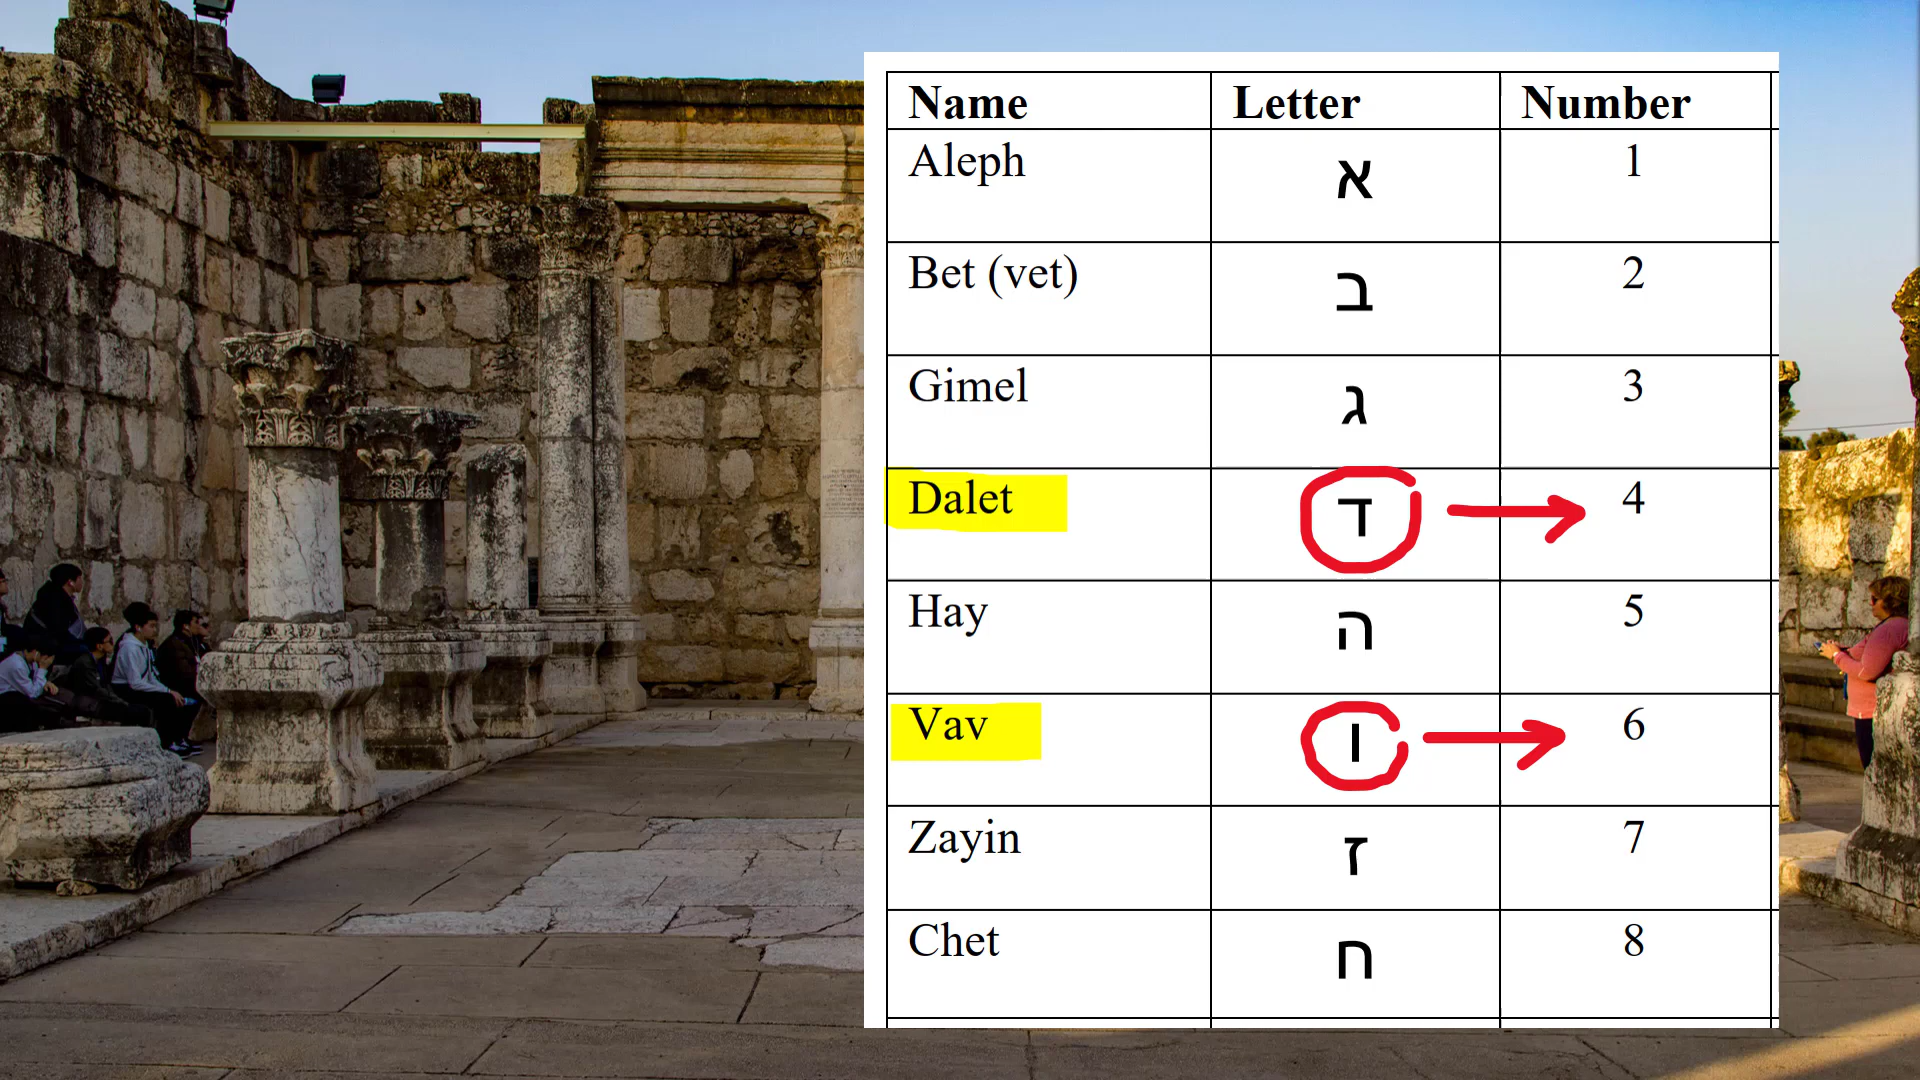 Name Letter Number
Aleph א 1
Bet (vet) ב 2
Gimel ג 3
Dalet ד 4
Hay ה 5
Vav ו 6
Zayin ז 7
Chet ח 8